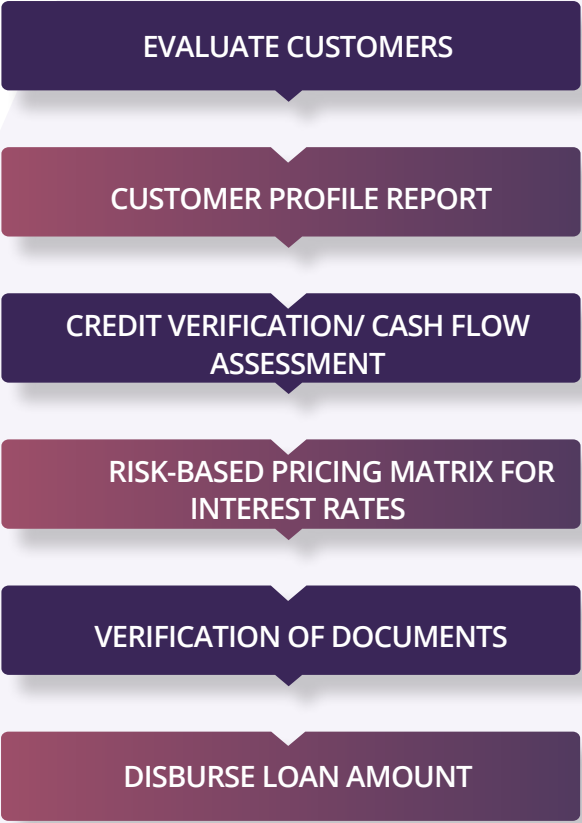 EVALUATE CUSTOMERS
CUSTOMER PROFILE REPORT
CREDIT VERIFICATION/ CASH FLOW
ASSESSMENT
RISK-BASED PRICING MATRIX FOR
INTEREST RATES
VERIFICATION OF DOCUMENTS
DISBURSE LOAN AMOUNT